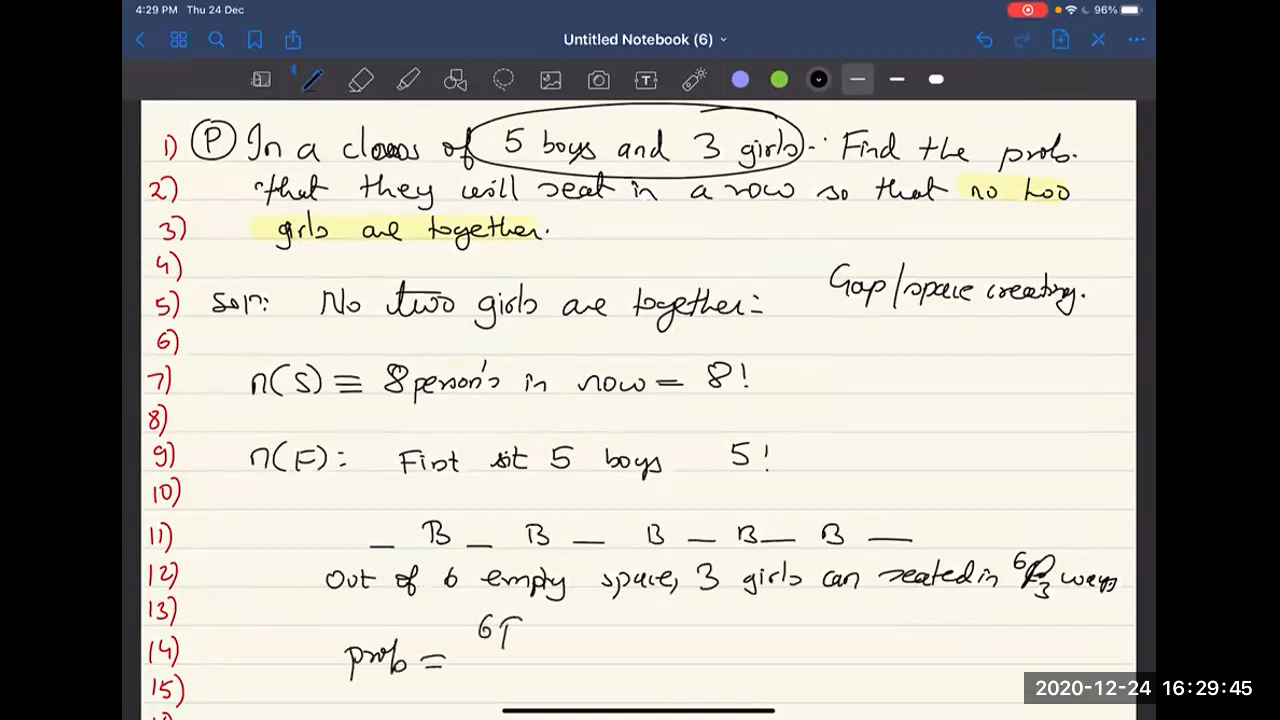 4:29 PM Thu 24 Dec
96%
Untitled Notebook (6)
1) P In a class of 5 boys and 3 girls. Find the prob.
2) that they will seat in a row so that no two
3) girls are together.
4)
5) Soln: No two girls are together:
Gap/space creating.
6)
7) n(S) ≡ 8 person's in row = 8!
8)
9) n(E): First sit 5 boys 5!
10)
11) _ B _ B _ B _ B _ B _
12) Out of 6 empty space, 3 girls can seated in ⁶P₃ ways
13)
14) prob = 6
15)
2020-12-24 16:29:45